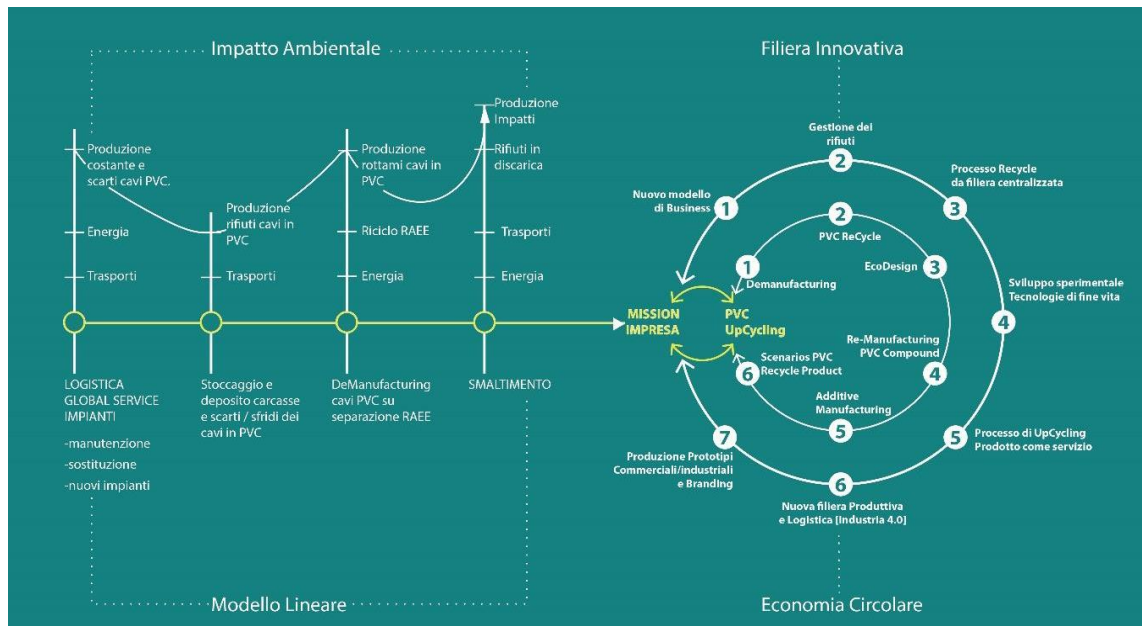 Impatto Ambientale
Produzione
costante e
scarti cavi PVC.
Energia
Trasporti
Produzione
rifiuti cavi in
PVC
Trasporti
Produzione
rottami cavi in
PVC
Riciclo RAEE
Energia
Produzione
Impatti
Rifiuti in
discarica
Trasporti
Energia
LOGISTICA
GLOBAL SERVICE
IMPIANTI
-manutenzione
-sostituzione
-nuovi impianti
Stoccaggio e
deposito carcasse
e scarti / sfridi dei
cavi in PVC
DeManufacturing
cavi PVC su
separazione RAEE
SMALTIMENTO
Modello Lineare
Filiera Innovativa
MISSION
IMPRESA
PVC
UpCycling
Nuovo modello
di Business
1
Gestione dei
rifiuti
2
Processo Recycle
da filiera centralizzata
3
Sviluppo sperimentale
Tecnologie di fine vita
4
5
Processo di UpCycling
Prodotto come servizio
6
Nuova filiera Produttiva
e Logistica [Industria 4.0]
7
Produzione Prototipi
Commerciali/industriali
e Branding
1
Demanufacturing
2
PVC ReCycle
EcoDesign
3
Re-Manufacturing
PVC Compound
4
Additive
Manufacturing
5
Scenarios PVC
Recycle Product
6
Economia Circolare